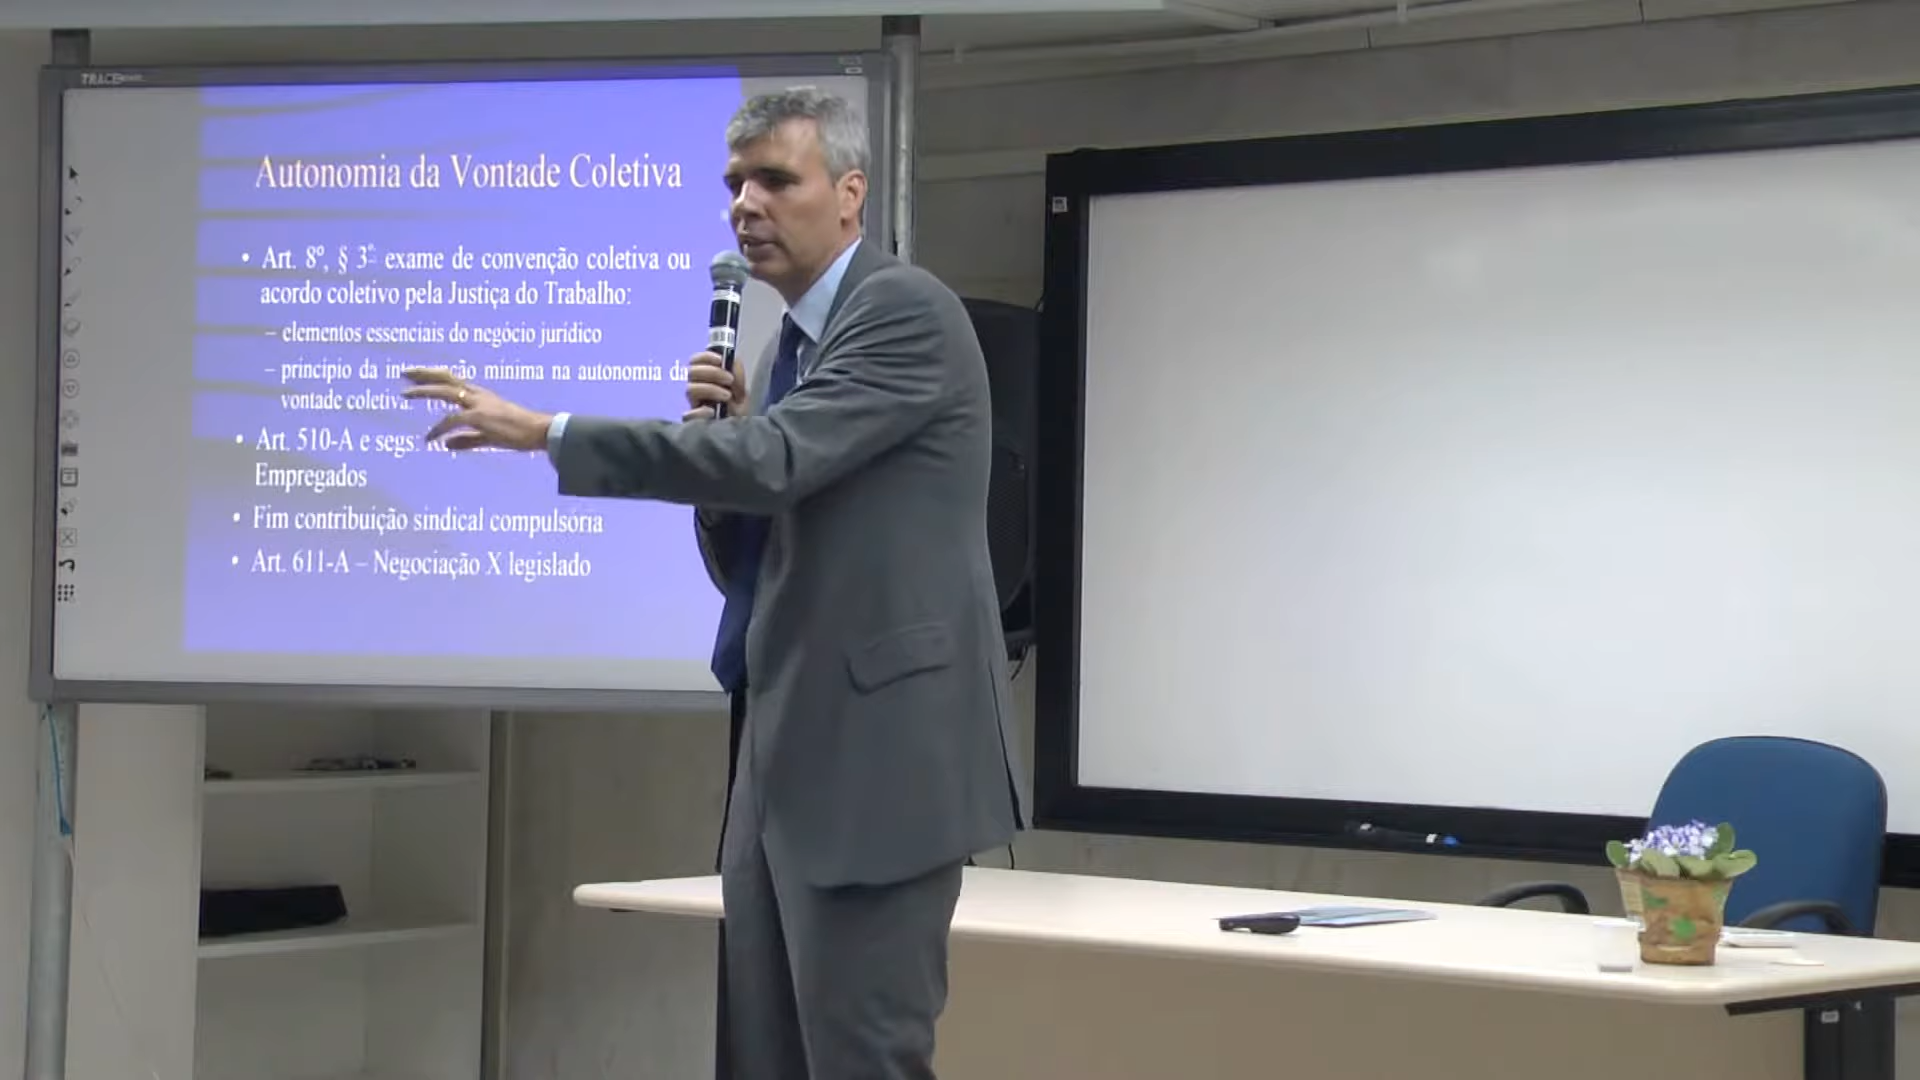 Autonomia da Vontade Coletiva
• Art. 8º, § 3º exame de convenção coletiva ou
acordo coletivo pela Justiça do Trabalho:
– elementos essenciais do negócio jurídico
– princípio da mínima na autonomia da
vontade coletiva.
• Art. 510-A e segs:
Empregados
• Fim contribuição sindical compulsória
• Art. 611-A – Negociação X legislado